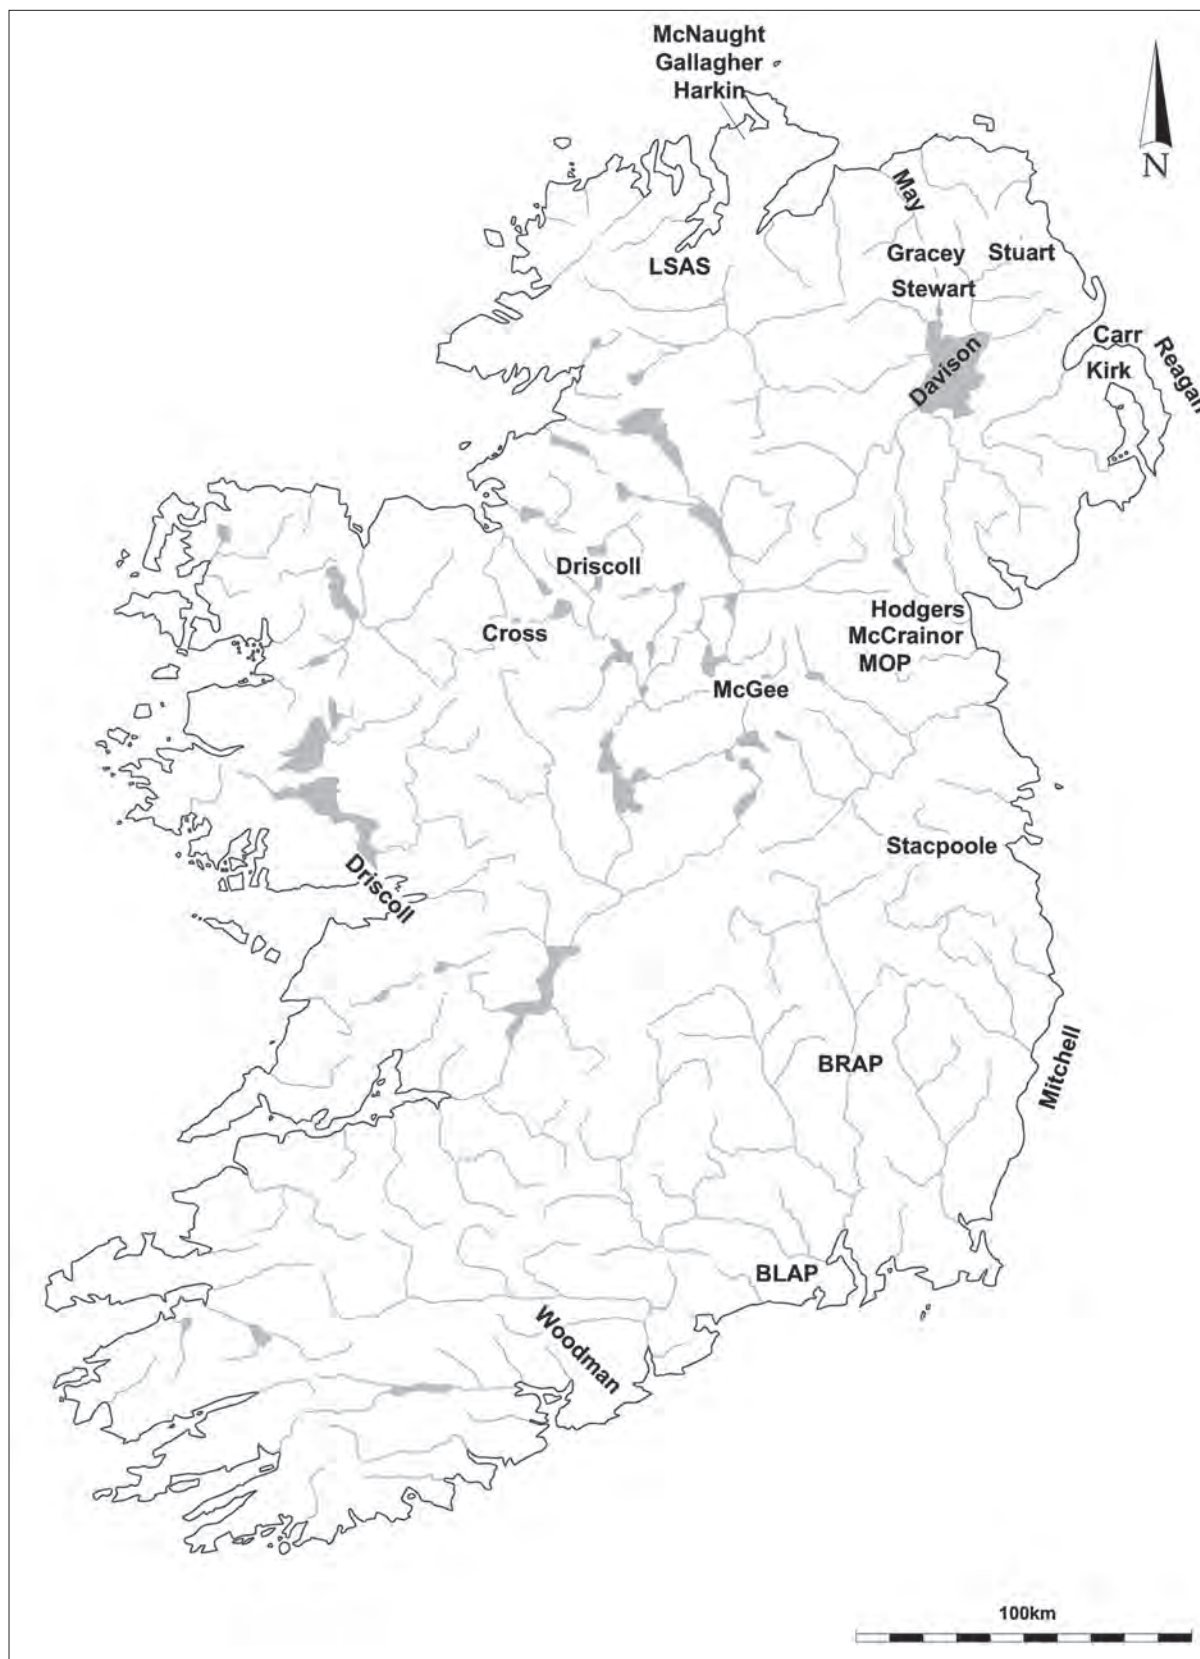 McNaught
Gallagher
Harkin
N
May
Gracey
Stuart
LSAS
Stewart
Carr
Reagan
Kirk
Davison
Driscoll
Hodgers
Cross
McCrainor
MOP
McGee
Stacpoole
Driscoll
BRAP
Mitchell
BLAP
Woodman
100km